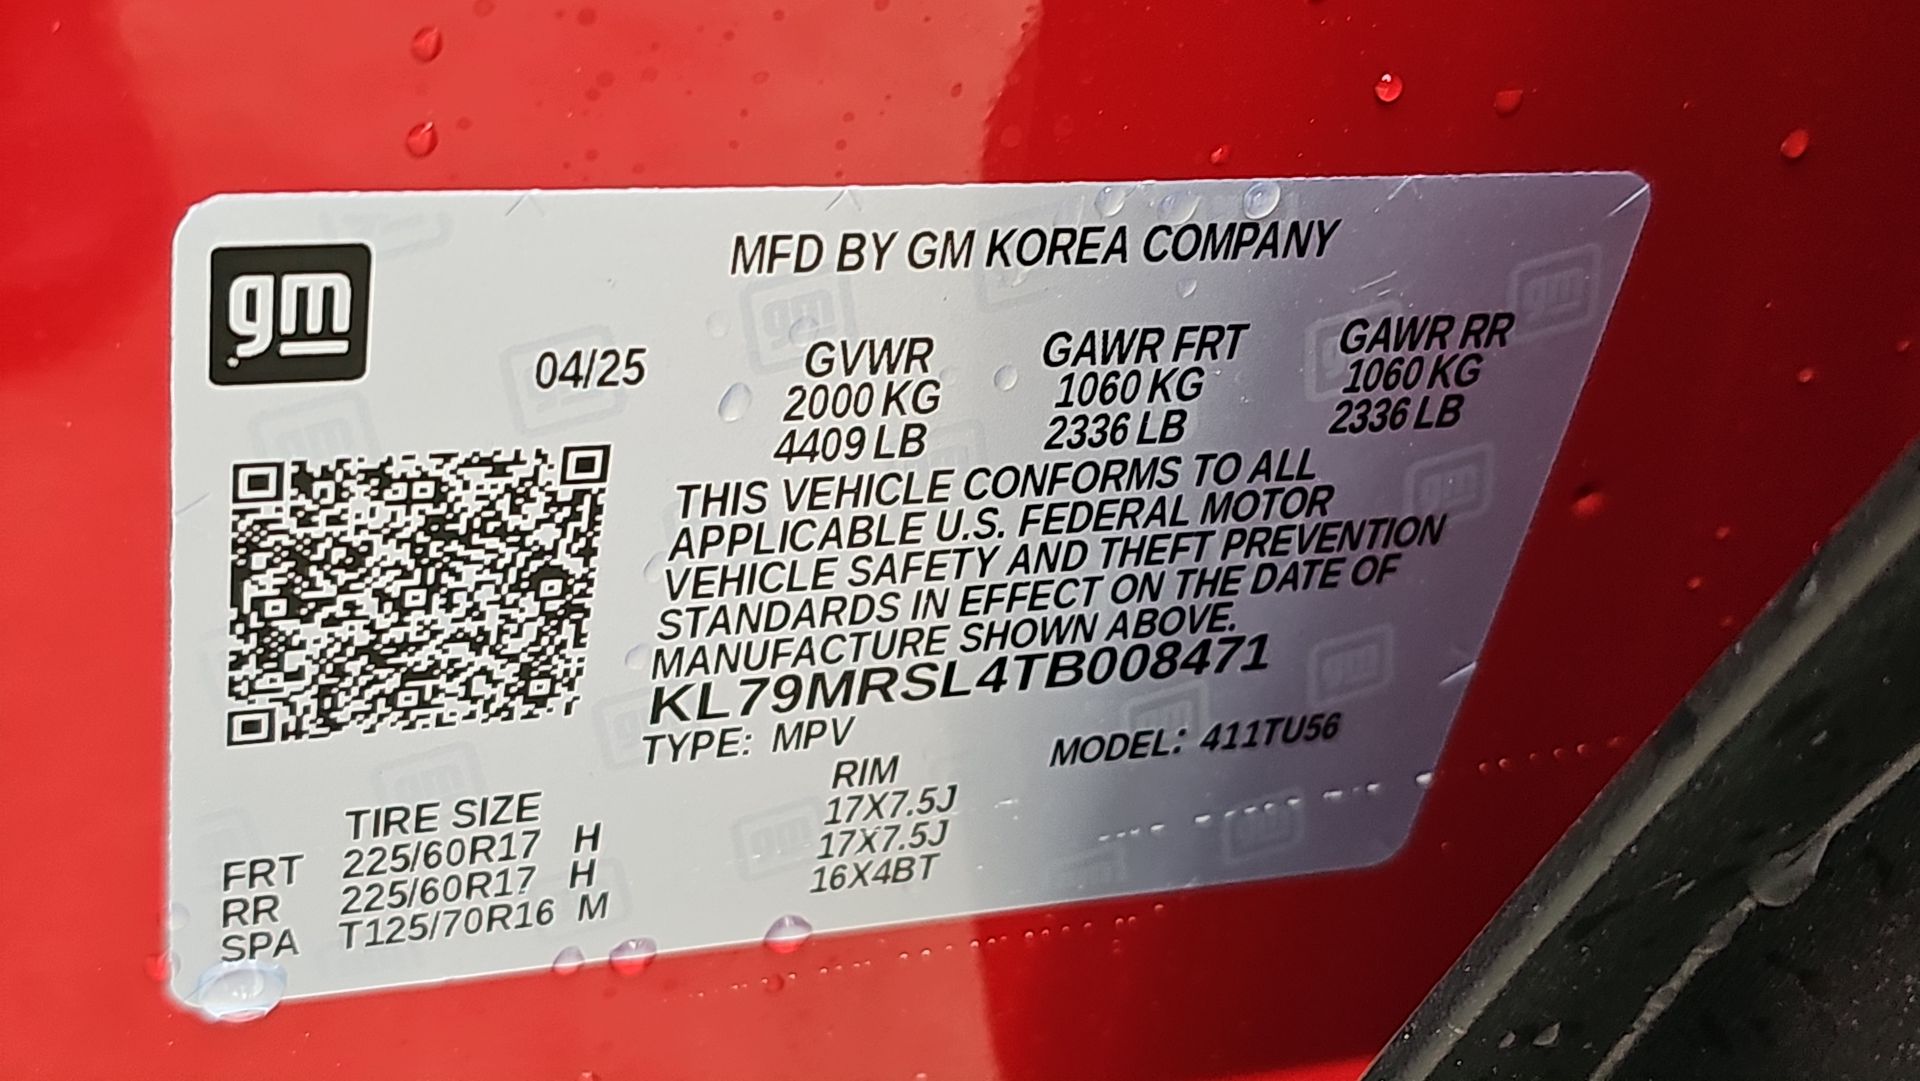 gm
MFD BY GM KOREA COMPANY
04/25
GVWR GAWR FRT GAWR RR
2000 KG 1060 KG 1060 KG
4409 LB 2336 LB 2336 LB
THIS VEHICLE CONFORMS TO ALL
APPLICABLE U.S. FEDERAL MOTOR
VEHICLE SAFETY AND THEFT PREVENTION
STANDARDS IN EFFECT ON THE DATE OF
MANUFACTURE SHOWN ABOVE.
KL79MRSL4TB008471
TYPE: MPV MODEL: 411TU56
TIRE SIZE RIM
FRT 225/60R17 H 17X7.5J
RR 225/60R17 H 17X7.5J
SPA T125/70R16 M 16X4BT